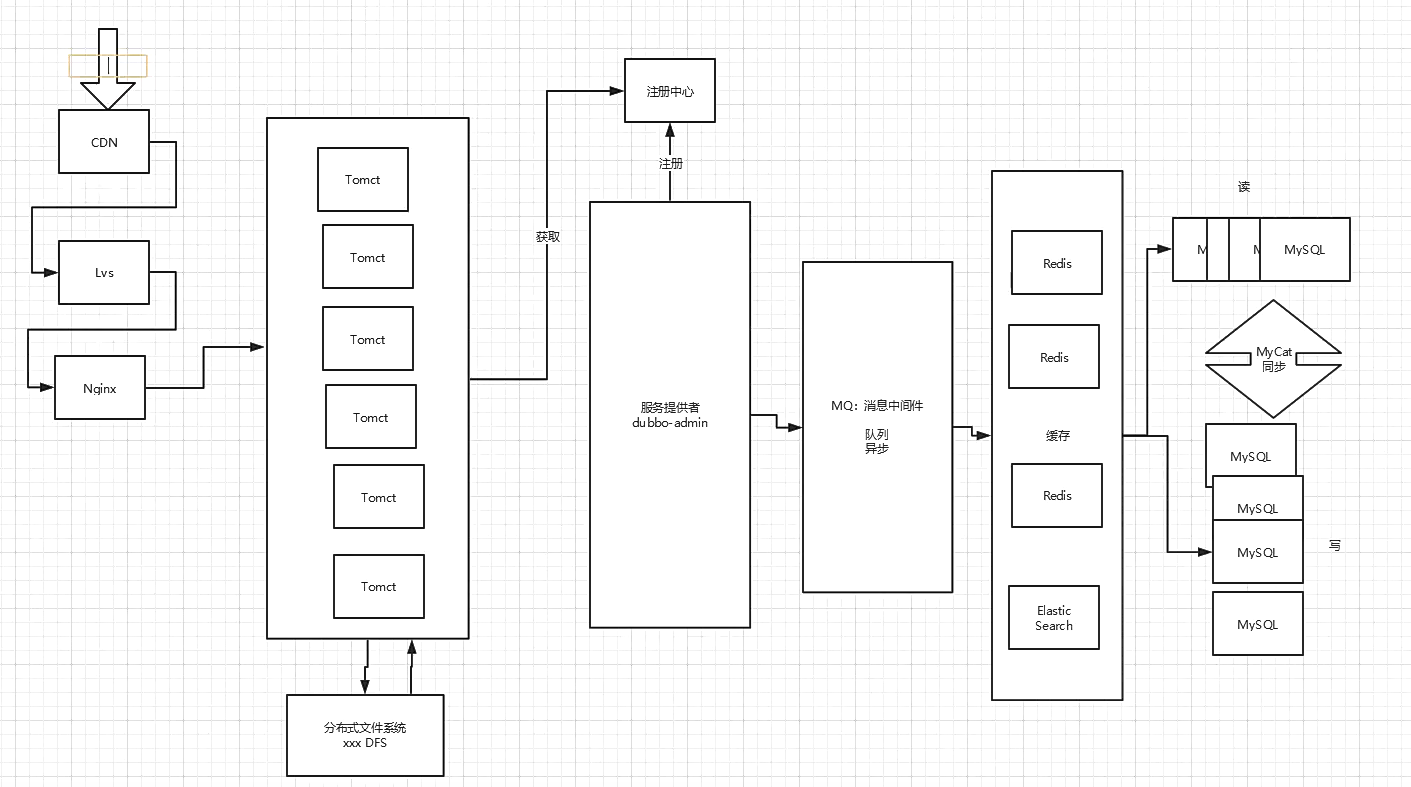 CDN
Lvs
Nginx
Tomct
Tomct
Tomct
Tomct
Tomct
Tomct
分布式文件系统
xxx DFS
获取
注册中心
注册
服务提供者
dubbo-admin
MQ：消息中间件
队列
异步
Redis
Redis
缓存
Redis
Elastic
Search
读
M
M
MySQL
MyCat
同步
MySQL
MySQL
MySQL
写
MySQL